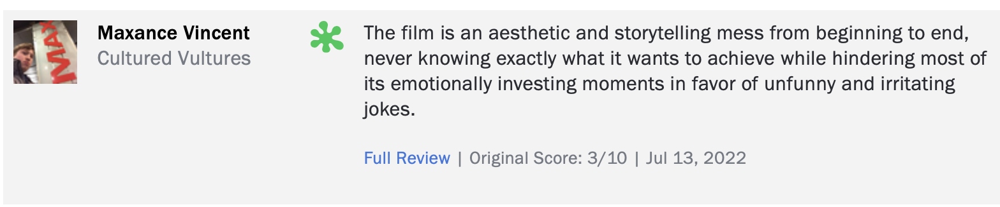 Maxance Vincent
Cultured Vultures
MAX
The film is an aesthetic and storytelling mess from beginning to end,
never knowing exactly what it wants to achieve while hindering most of
its emotionally investing moments in favor of unfunny and irritating
jokes.
Full Review | Original Score: 3/10 | Jul 13, 2022